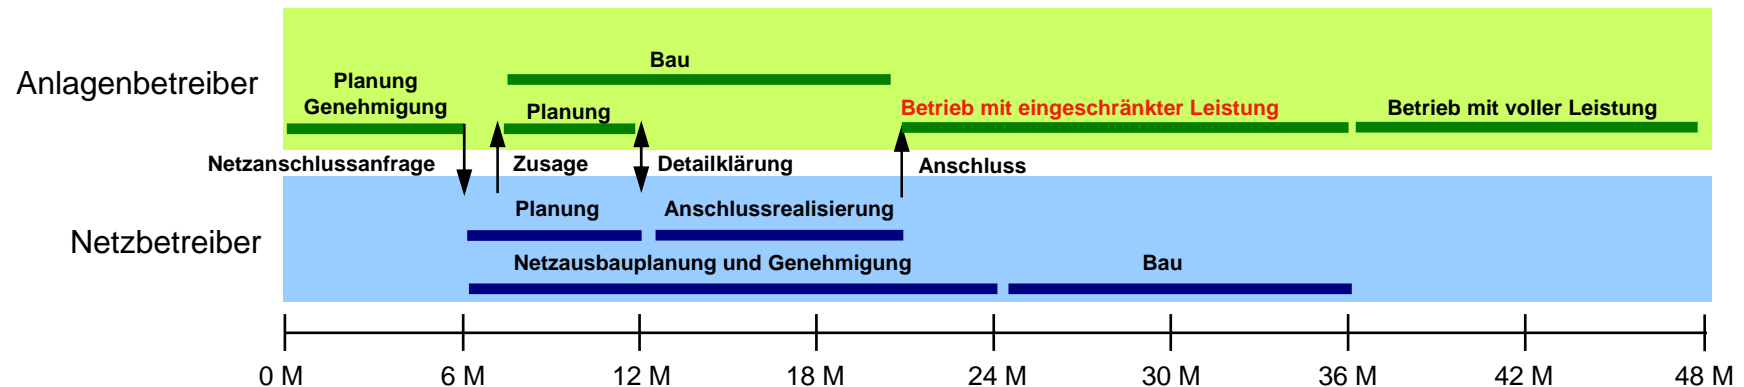 Bau
Anlagenbetreiber
Planung
Genehmigung
Planung
Betrieb mit eingeschränkter Leistung
Betrieb mit voller Leistung
Netzanschlussanfrage
Zusage
Detailklärung
Anschluss
Planung
Anschlussrealisierung
Netzbetreiber
Netzausbauplanung und Genehmigung
Bau
0 M
6 M
12 M
18 M
24 M
30 M
36 M
42 M
48 M